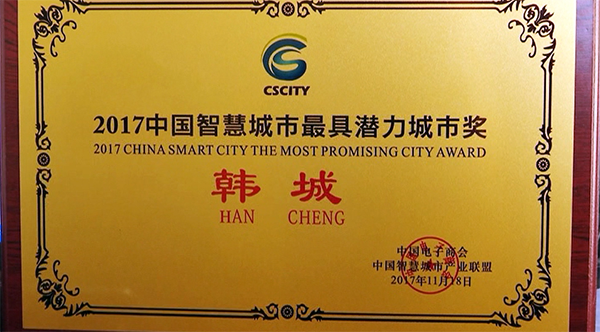 CSCITY
2017中国智慧城市最具潜力城市奖
2017 CHINA SMART CITY THE MOST PROMISING CITY AWARD
韩 城
HAN CHENG
中国电子商会
中国智慧城市产业联盟
2017年11月18日